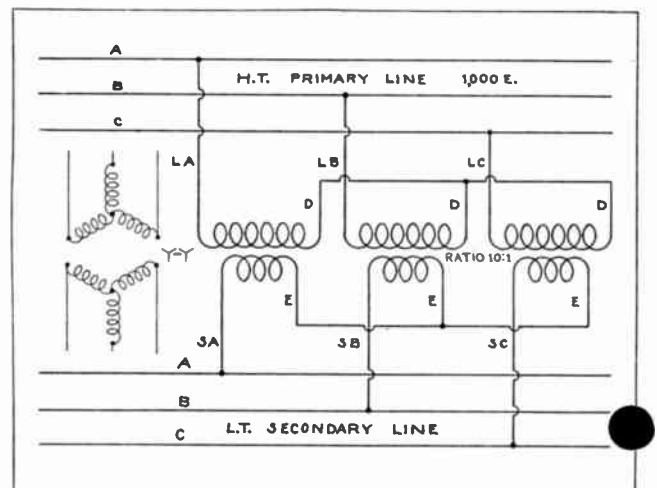 A
H.T. PRIMARY LINE 1,000 E.
B
C
LA
LB
LC
D
D
D
Y-Y
RATIO 10:1
E
E
E
SA
SB
SC
A
B
L.T. SECONDARY LINE
C